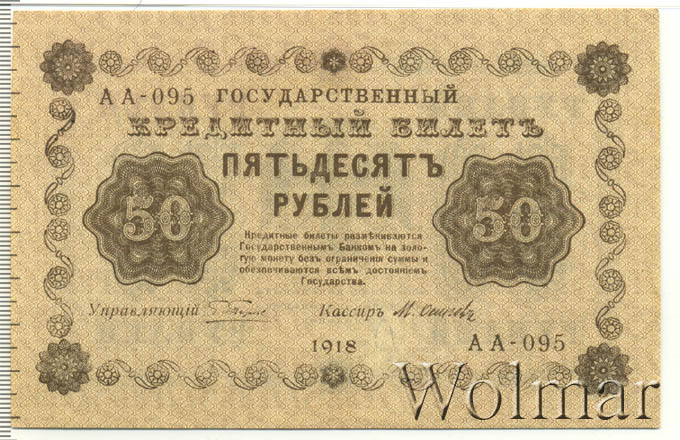 АА-095 ГОСУДАРСТВЕННЫЙ
КРЕДИТНЫЙ БИЛЕТЪ
ПЯТЬДЕСЯТЪ
РУБЛЕЙ
50
50
Кредитные билеты размѣниваются
Государственнымъ Банкомъ на золо-
тую монету безъ ограниченія суммы и
обезпечиваются всѣмъ достояніемъ
Государства.
Управляющій
Кассиръ М. Осиповъ
1918
АА-095
Wolmar